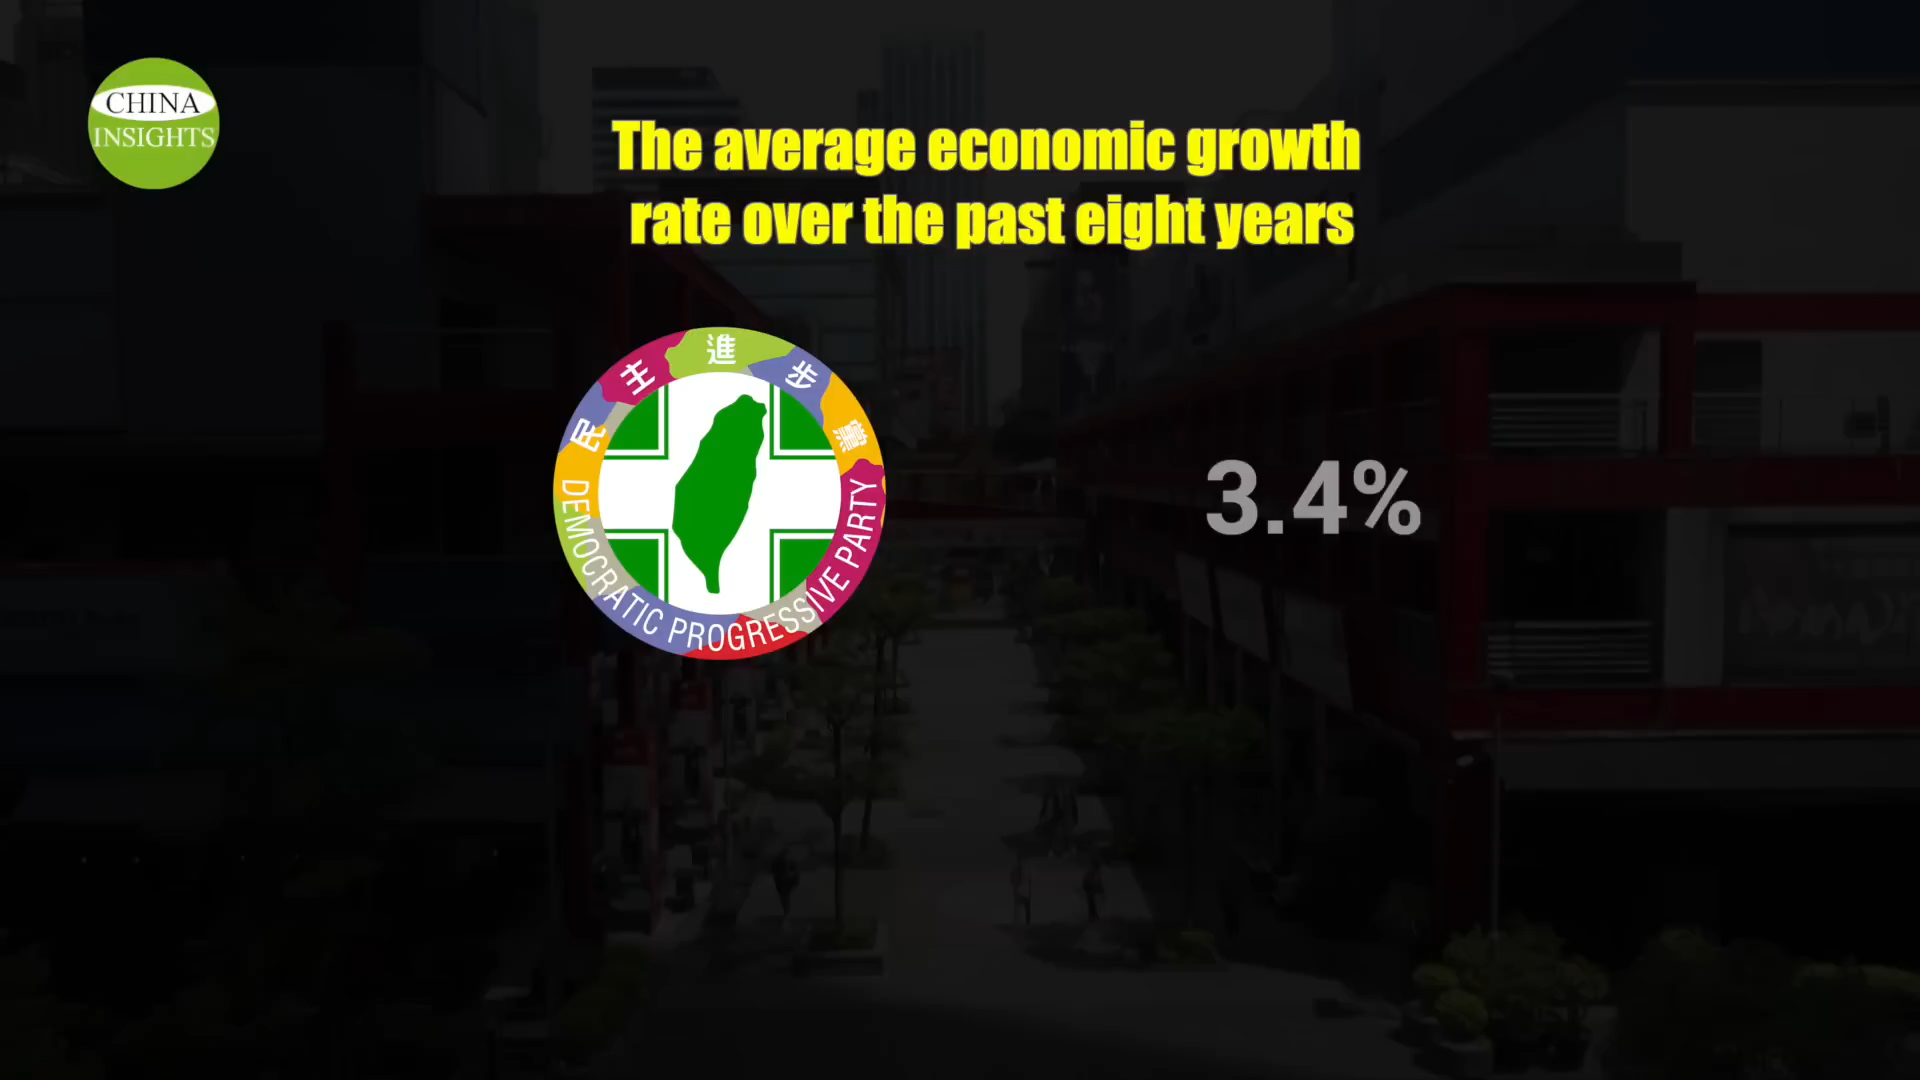 CHINA
INSIGHTS
The average economic growth
rate over the past eight years
民主進步黨
DEMOCRATIC PROGRESSIVE PARTY
3.4%